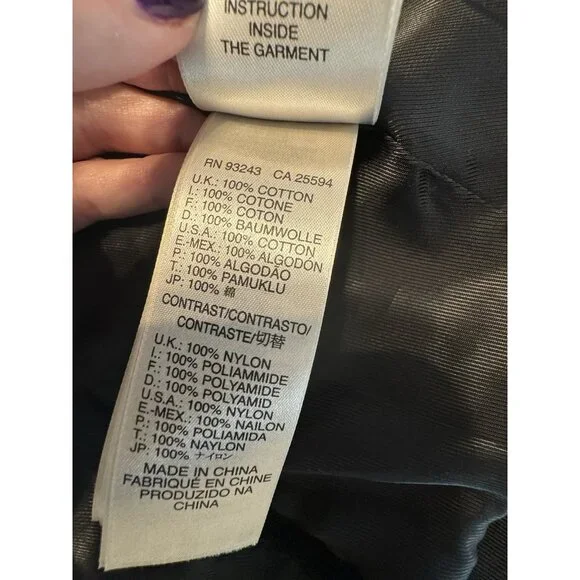 INSTRUCTION
INSIDE
THE GARMENT
RN 93243 CA 25594
U.K.: 100% COTTON
I.: 100% COTONE
F.: 100% COTON
D.: 100% BAUMWOLLE
U.S.A.: 100% COTTON
E.-MEX.: 100% ALGODÓN
P.: 100% ALGODÃO
T.: 100% PAMUKLU
JP: 100% 綿
CONTRAST/CONTRASTO/
CONTRASTE/切替
U.K.: 100% NYLON
I.: 100% POLIAMMIDE
F.: 100% POLYAMIDE
D.: 100% POLYAMID
U.S.A.: 100% NYLON
E.-MEX.: 100% NAILON
P.: 100% POLIAMIDA
T.: 100% NAYLON
JP: 100% ナイロン
MADE IN CHINA
FABRIQUÉ EN CHINE
PRODUZIDO NA
CHINA